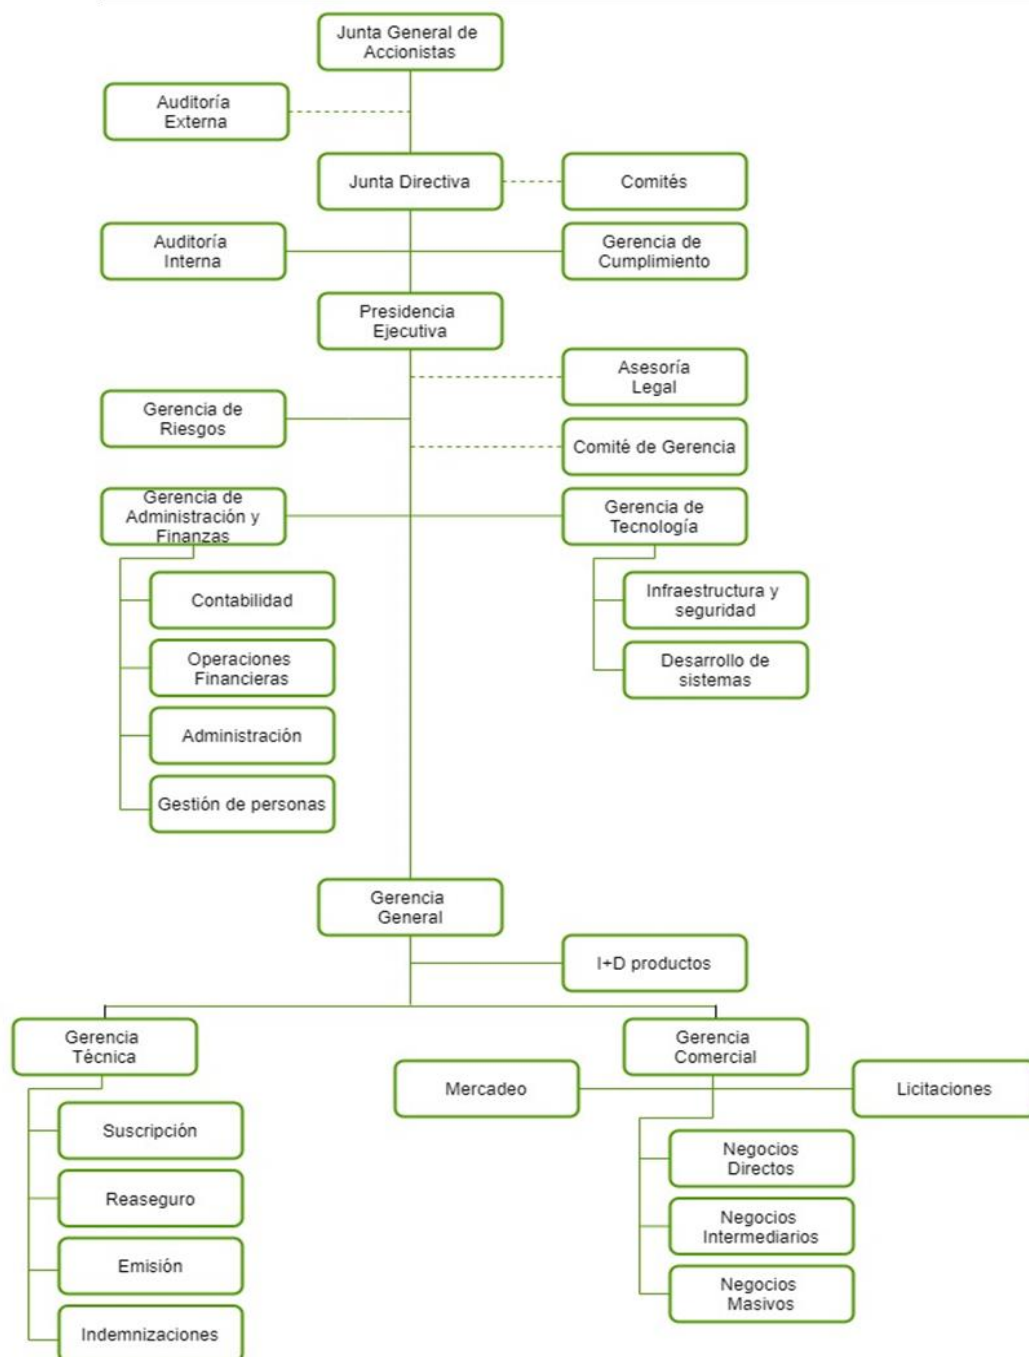 Junta General de
Accionistas
Auditoría
Externa
Junta Directiva
Comités
Auditoría
Interna
Gerencia de
Cumplimiento
Presidencia
Ejecutiva
Asesoría
Legal
Gerencia de
Riesgos
Comité de Gerencia
Gerencia de
Administración y
Finanzas
Gerencia de
Tecnología
Contabilidad
Operaciones
Financieras
Administración
Gestión de personas
Infraestructura y
seguridad
Desarrollo de
sistemas
Gerencia
General
I+D productos
Gerencia
Técnica
Suscripción
Reaseguro
Emisión
Indemnizaciones
Gerencia
Comercial
Mercadeo
Licitaciones
Negocios
Directos
Negocios
Intermediarios
Negocios
Masivos